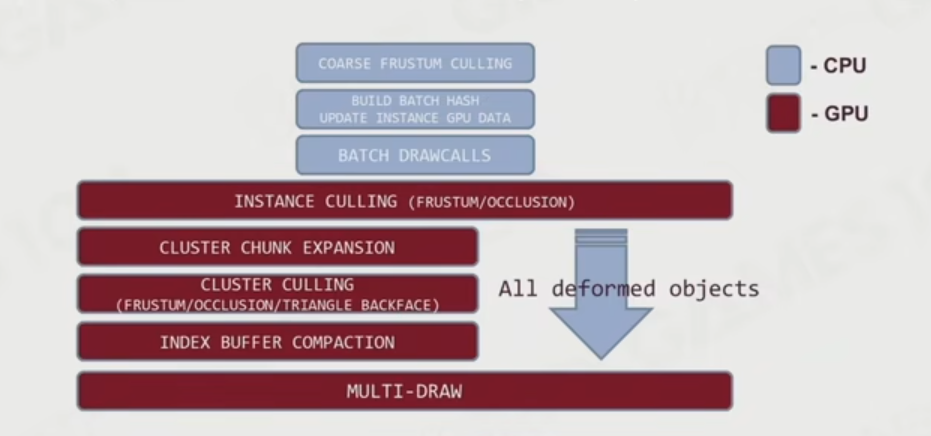 COARSE FRUSTUM CULLING
BUILD BATCH HASH
UPDATE INSTANCE GPU DATA
BATCH DRAWCALLS
INSTANCE CULLING (FRUSTUM/OCCLUSION)
CLUSTER CHUNK EXPANSION
CLUSTER CULLING
(FRUSTUM/OCCLUSION/TRIANGLE BACKFACE)
INDEX BUFFER COMPACTION
MULTI-DRAW
All deformed objects
- CPU
- GPU